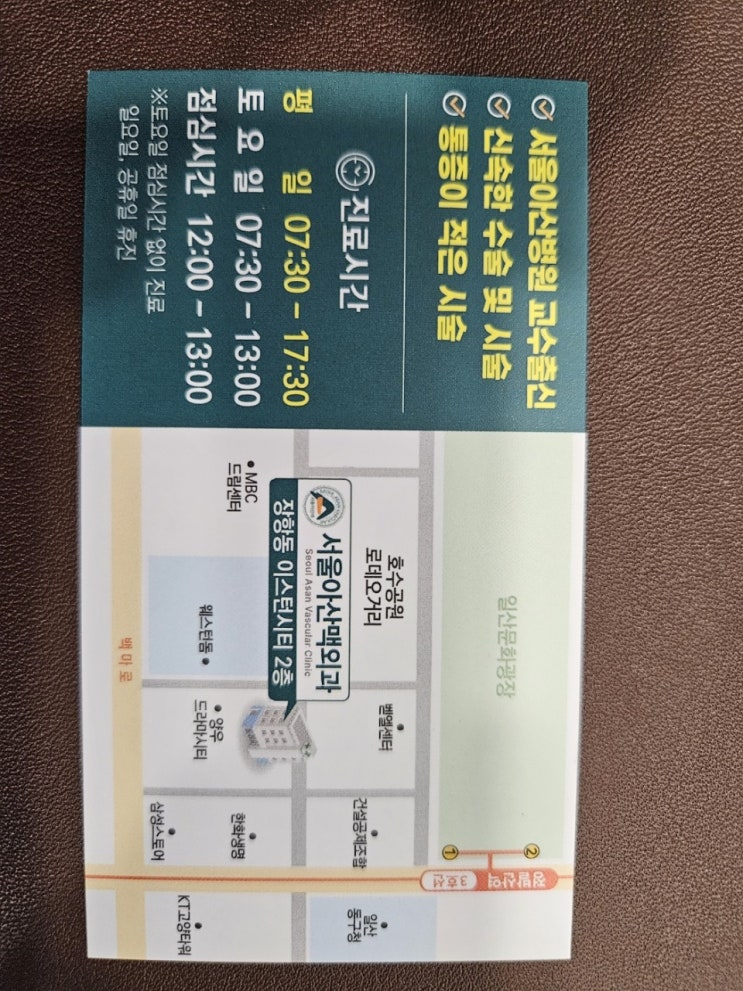 서울아산병원 교수출신
신속한 수술 및 시술
통증이 적은 시술
진료시간
평 일 07:30 – 17:30
토 요 일 07:30 – 13:00
점심시간 12:00 – 13:00
※토요일 점심시간 없이 진료
일요일, 공휴일 휴진
일산문화광장
2
1
정발산역
3호선
호수공원
로데오거리
벧엘센터
건설공제조합
일산
동구청
서울아산맥외과
Seoul Asan Vascular Clinic
장항동 이스턴시티 2층
MBC
드림센터
웨스턴돔
양우
드라마시티
한화생명
삼성스토어
KT고양타워
백마로